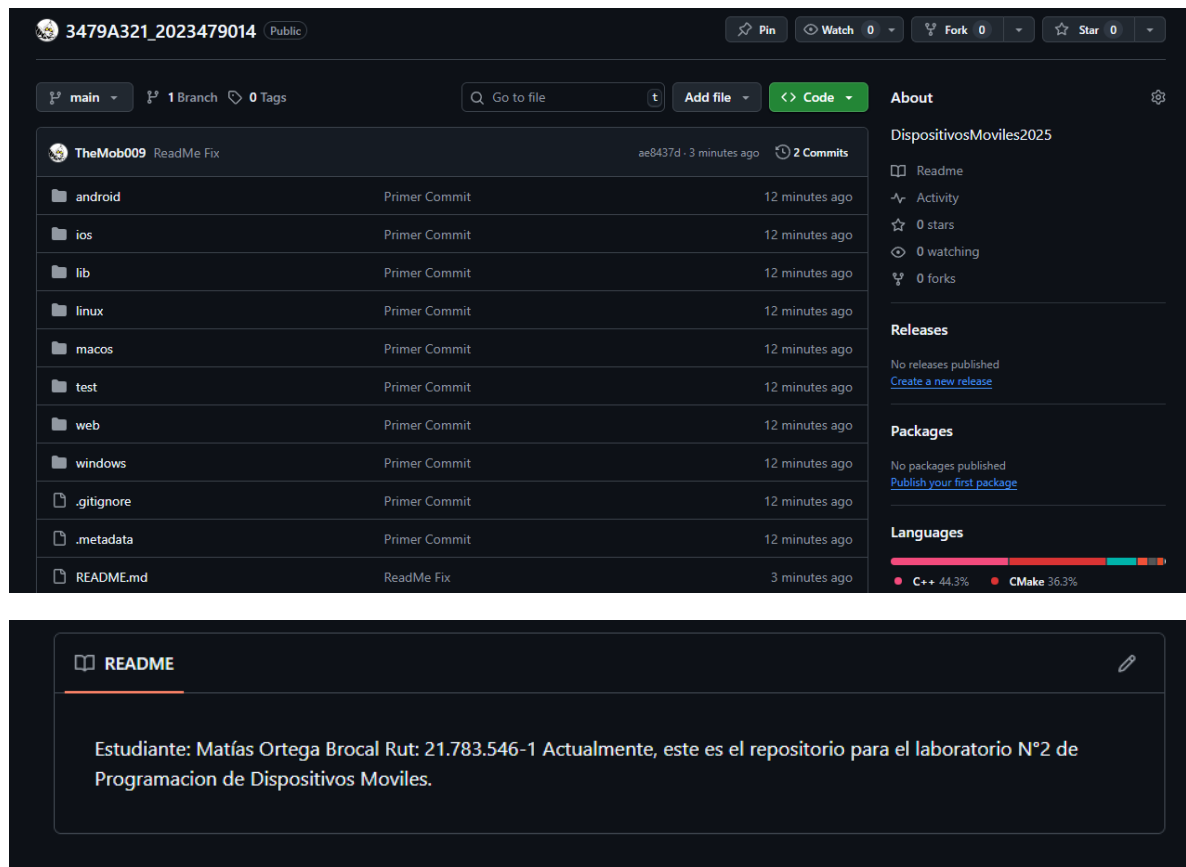 3479A321_2023479014 Public
Pin Watch 0 Fork 0 Star 0
main 1 Branch 0 Tags Go to file t Add file Code
About
DispositivosMoviles2025
TheMob009 ReadMe Fix ae8437d · 3 minutes ago 2 Commits
Readme
android Primer Commit 12 minutes ago
Activity
0 stars
ios Primer Commit 12 minutes ago
0 watching
lib Primer Commit 12 minutes ago
0 forks
linux Primer Commit 12 minutes ago
Releases
macos Primer Commit 12 minutes ago
No releases published
Create a new release
test Primer Commit 12 minutes ago
web Primer Commit 12 minutes ago
Packages
windows Primer Commit 12 minutes ago
No packages published
Publish your first package
.gitignore Primer Commit 12 minutes ago
Languages
.metadata Primer Commit 12 minutes ago
README.md ReadMe Fix 3 minutes ago
C++ 44.3% CMake 36.3%
README
Estudiante: Matías Ortega Brocal Rut: 21.783.546-1 Actualmente, este es el repositorio para el laboratorio N°2 de
Programacion de Dispositivos Moviles.